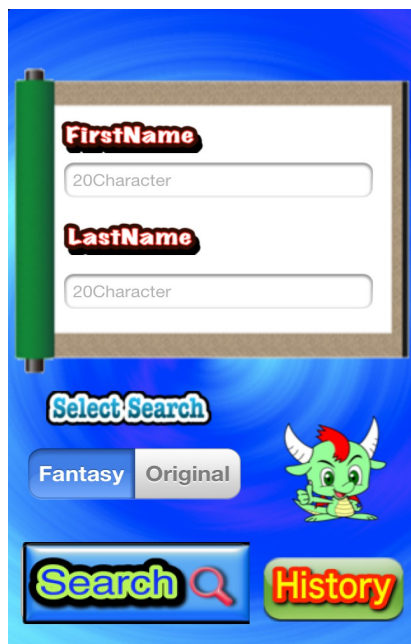 FirstName
20Character
LastName
20Character
Select Search
Fantasy Original
Search History